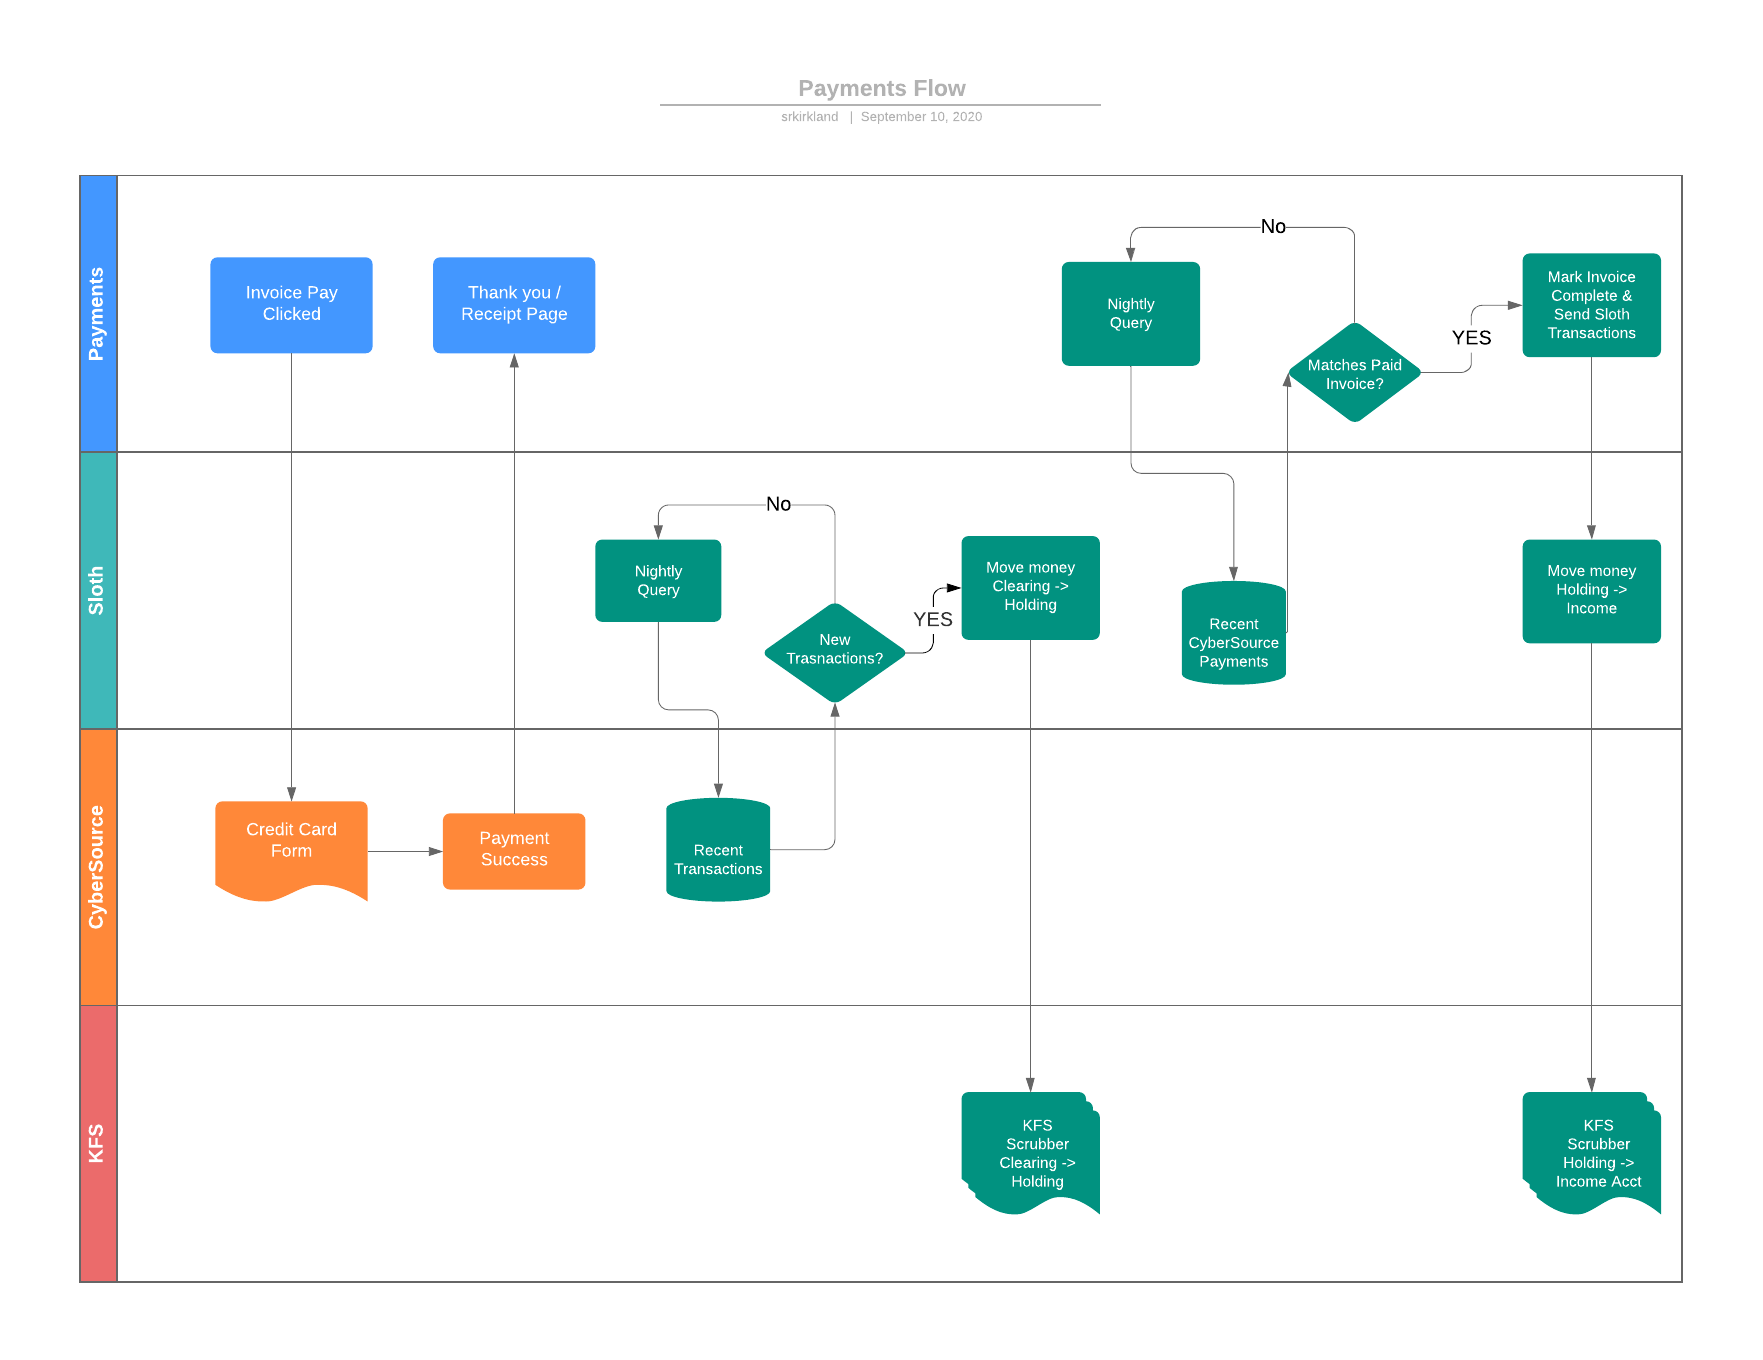 Payments Flow
srkirkland | September 10, 2020
Payments
Invoice Pay
Clicked
Thank you /
Receipt Page
Nightly
Query
No
Matches Paid
Invoice?
YES
Mark Invoice
Complete &
Send Sloth
Transactions
Sloth
Nightly
Query
No
New
Trasnactions?
YES
Move money
Clearing ->
Holding
Recent
CyberSource
Payments
Move money
Holding ->
Income
CyberSource
Credit Card
Form
Payment
Success
Recent
Transactions
KFS
KFS
Scrubber
Clearing ->
Holding
KFS
Scrubber
Holding ->
Income Acct